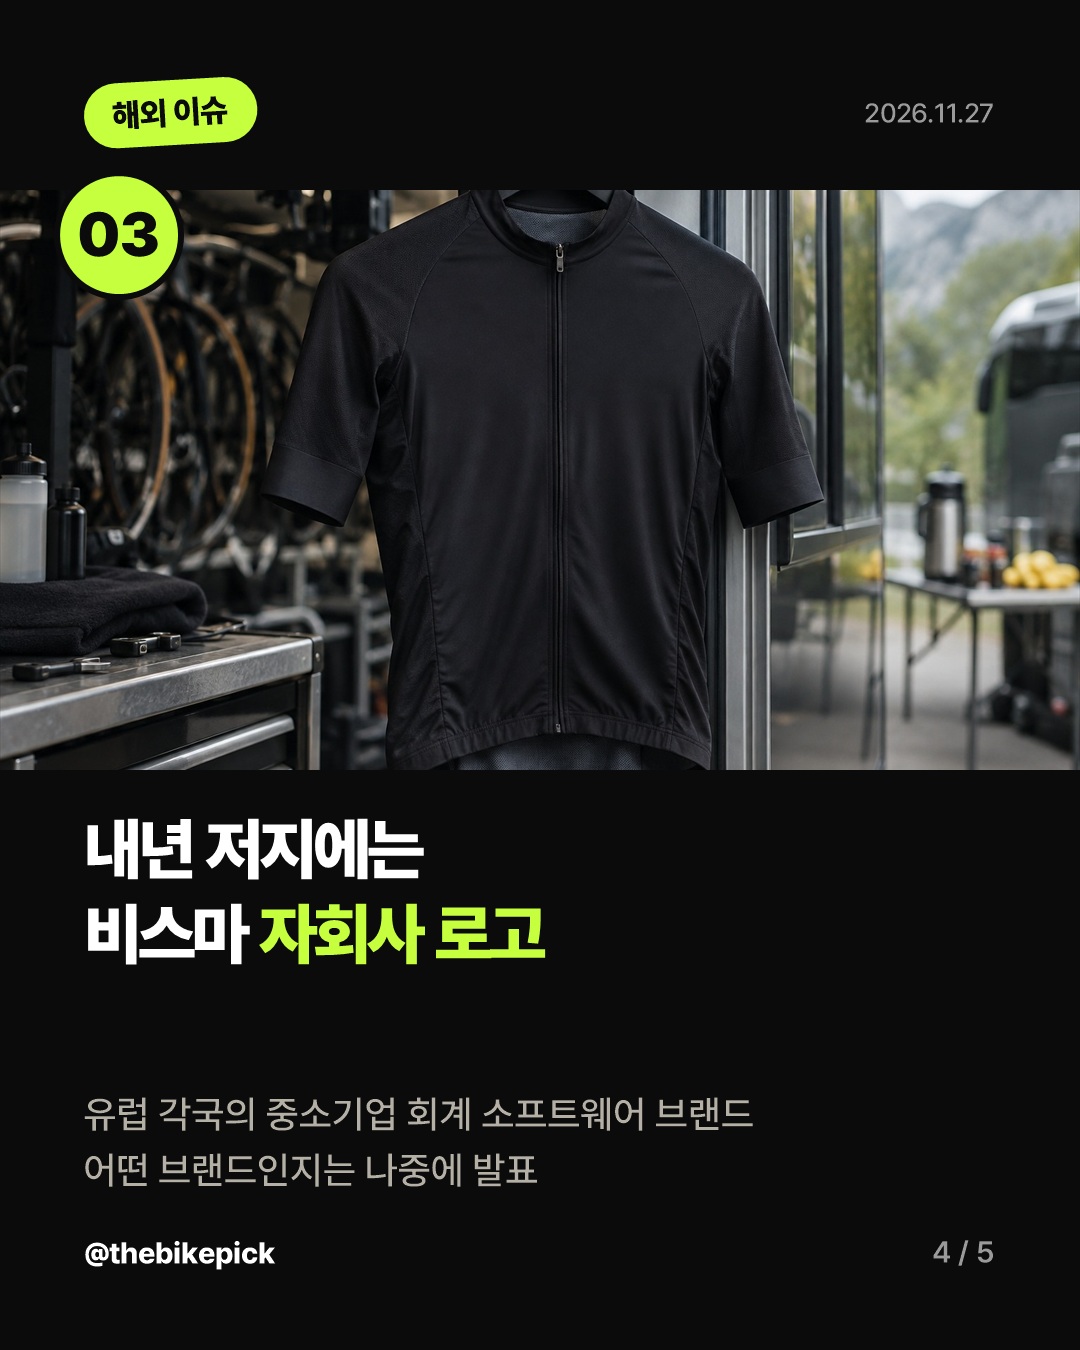 해외 이슈
2026.11.27
03
내년 저지에는
비스마 자회사 로고
유럽 각국의 중소기업 회계 소프트웨어 브랜드
어떤 브랜드인지는 나중에 발표
@thebikepick
4 / 5